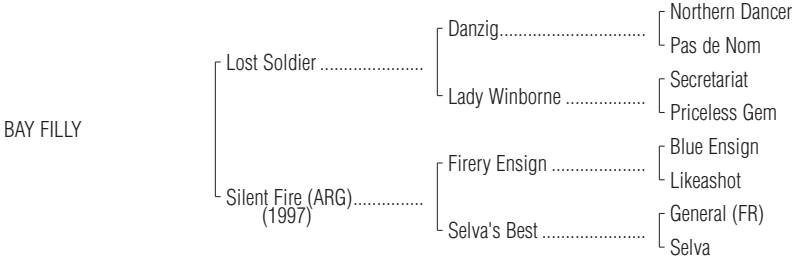 Northern Dancer
Danzig..............................
Pas de Nom
Lost Soldier ......................
Secretariat
Lady Winborne .................
Priceless Gem
BAY FILLY
Blue Ensign
Firery Ensign ....................
Likeashot
Silent Fire (ARG)...............
(1997)
General (FR)
Selva's Best ......................
Selva